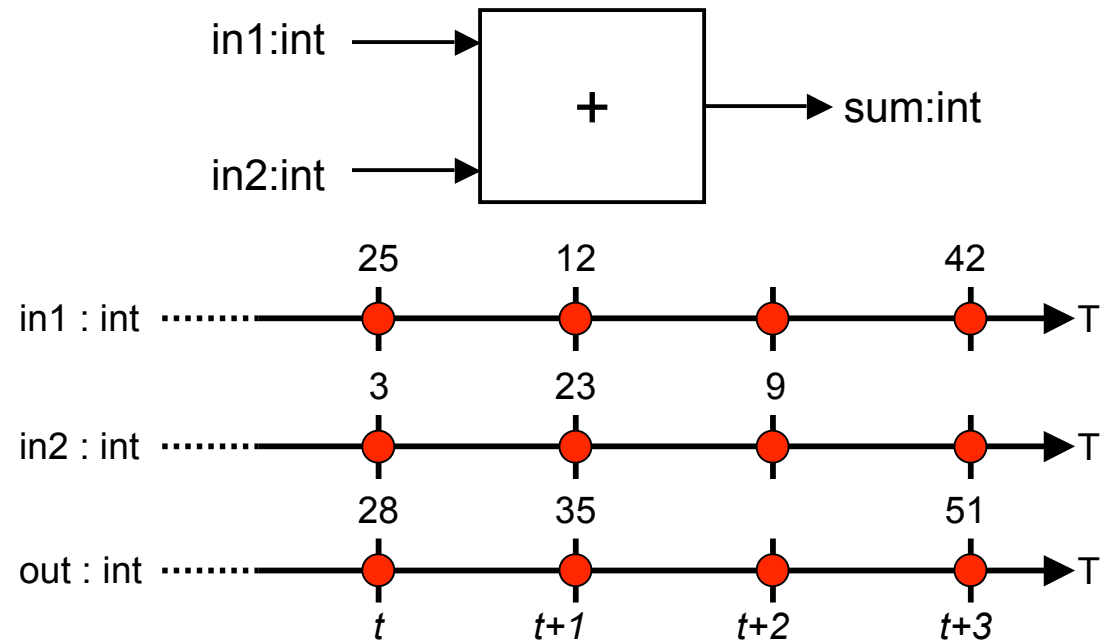 in1:int
+
sum:int
in2:int
25 12 42
in1 : int T
3 23 9
in2 : int T
28 35 51
out : int T
t t+1 t+2 t+3